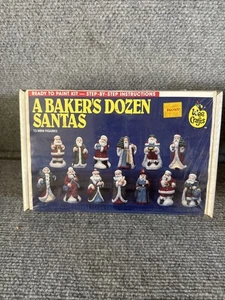 READY TO PAINT KIT — STEP-BY-STEP INSTRUCTIONS
A BAKER'S DOZEN
SANTAS